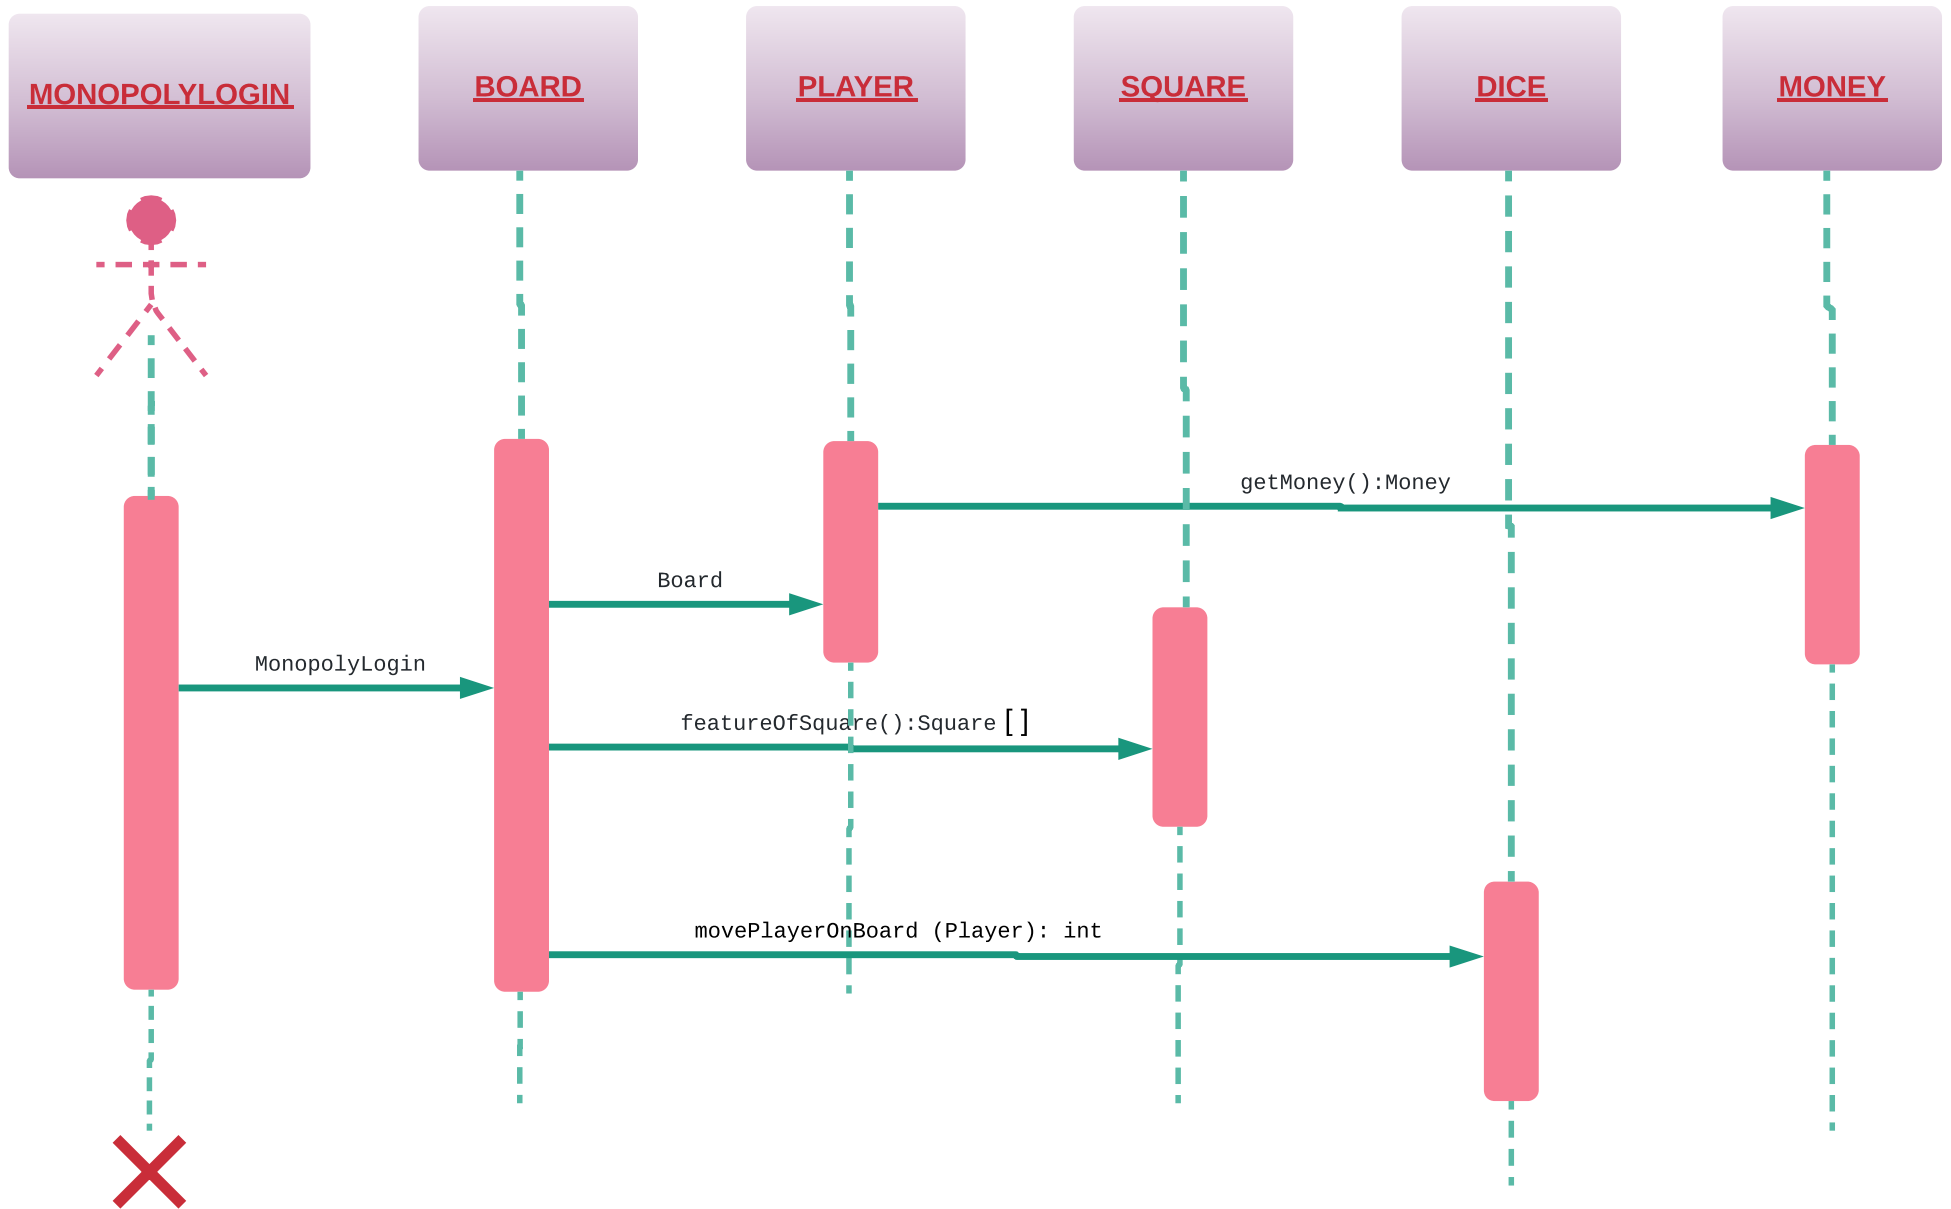 MONOPOLYLOGIN
BOARD
PLAYER
SQUARE
DICE
MONEY
getMoney():Money
Board
MonopolyLogin
featureOfSquare():Square []
movePlayerOnBoard (Player): int